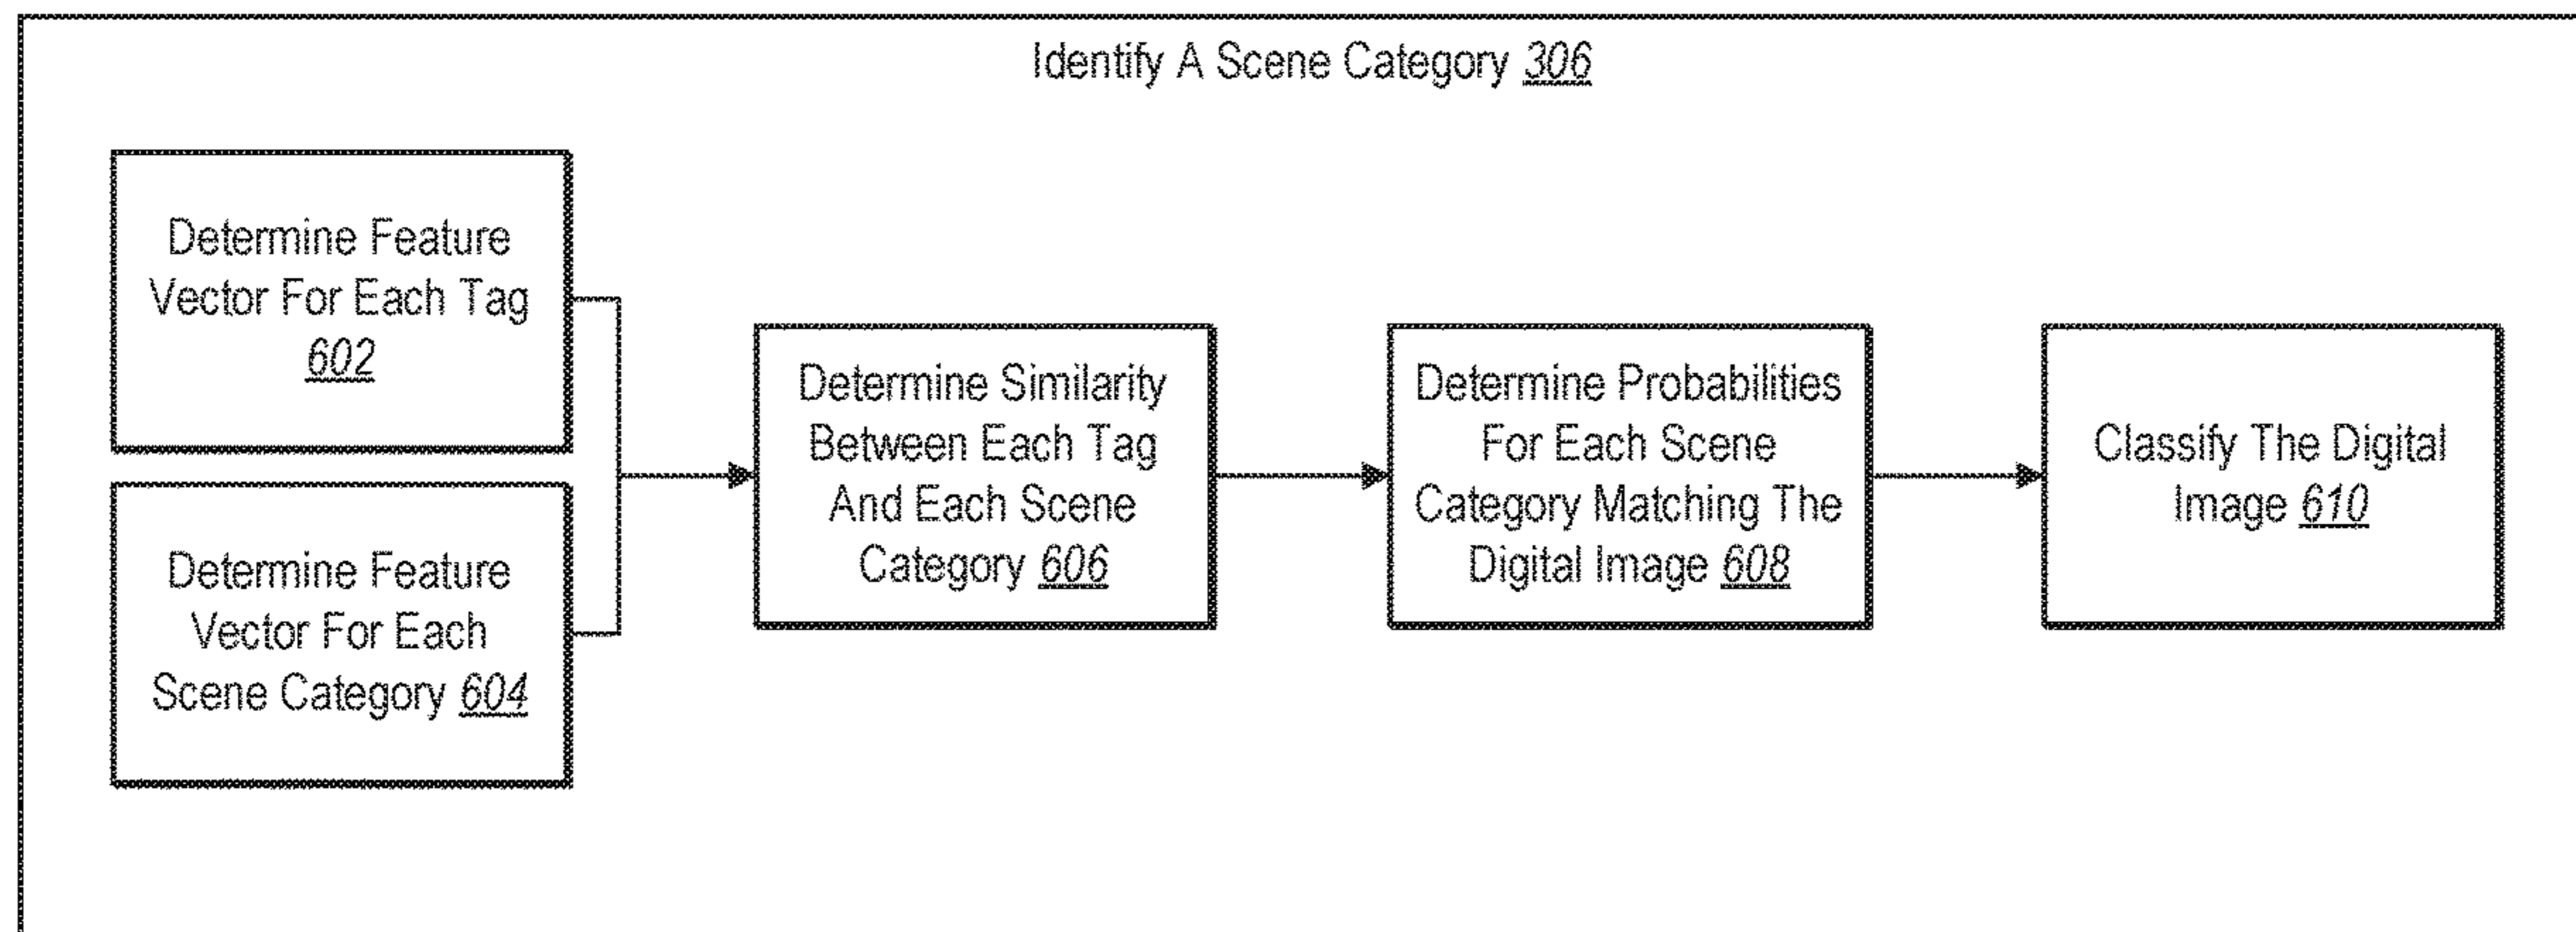 Identify A Scene Category 306
Determine Feature
Vector For Each Tag
602
Determine Feature
Vector For Each
Scene Category 604
Determine Similarity
Between Each Tag
And Each Scene
Category 606
Determine Probabilities
For Each Scene
Category Matching The
Digital Image 608
Classify The Digital
Image 610